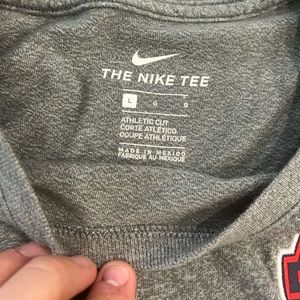 THE NIKE TEE
L G G
ATHLETIC CUT
CORTE ATLÉTICO
COUPE ATHLÉTIQUE
MADE IN MEXICO
FABRIQUÉ AU MEXIQUE